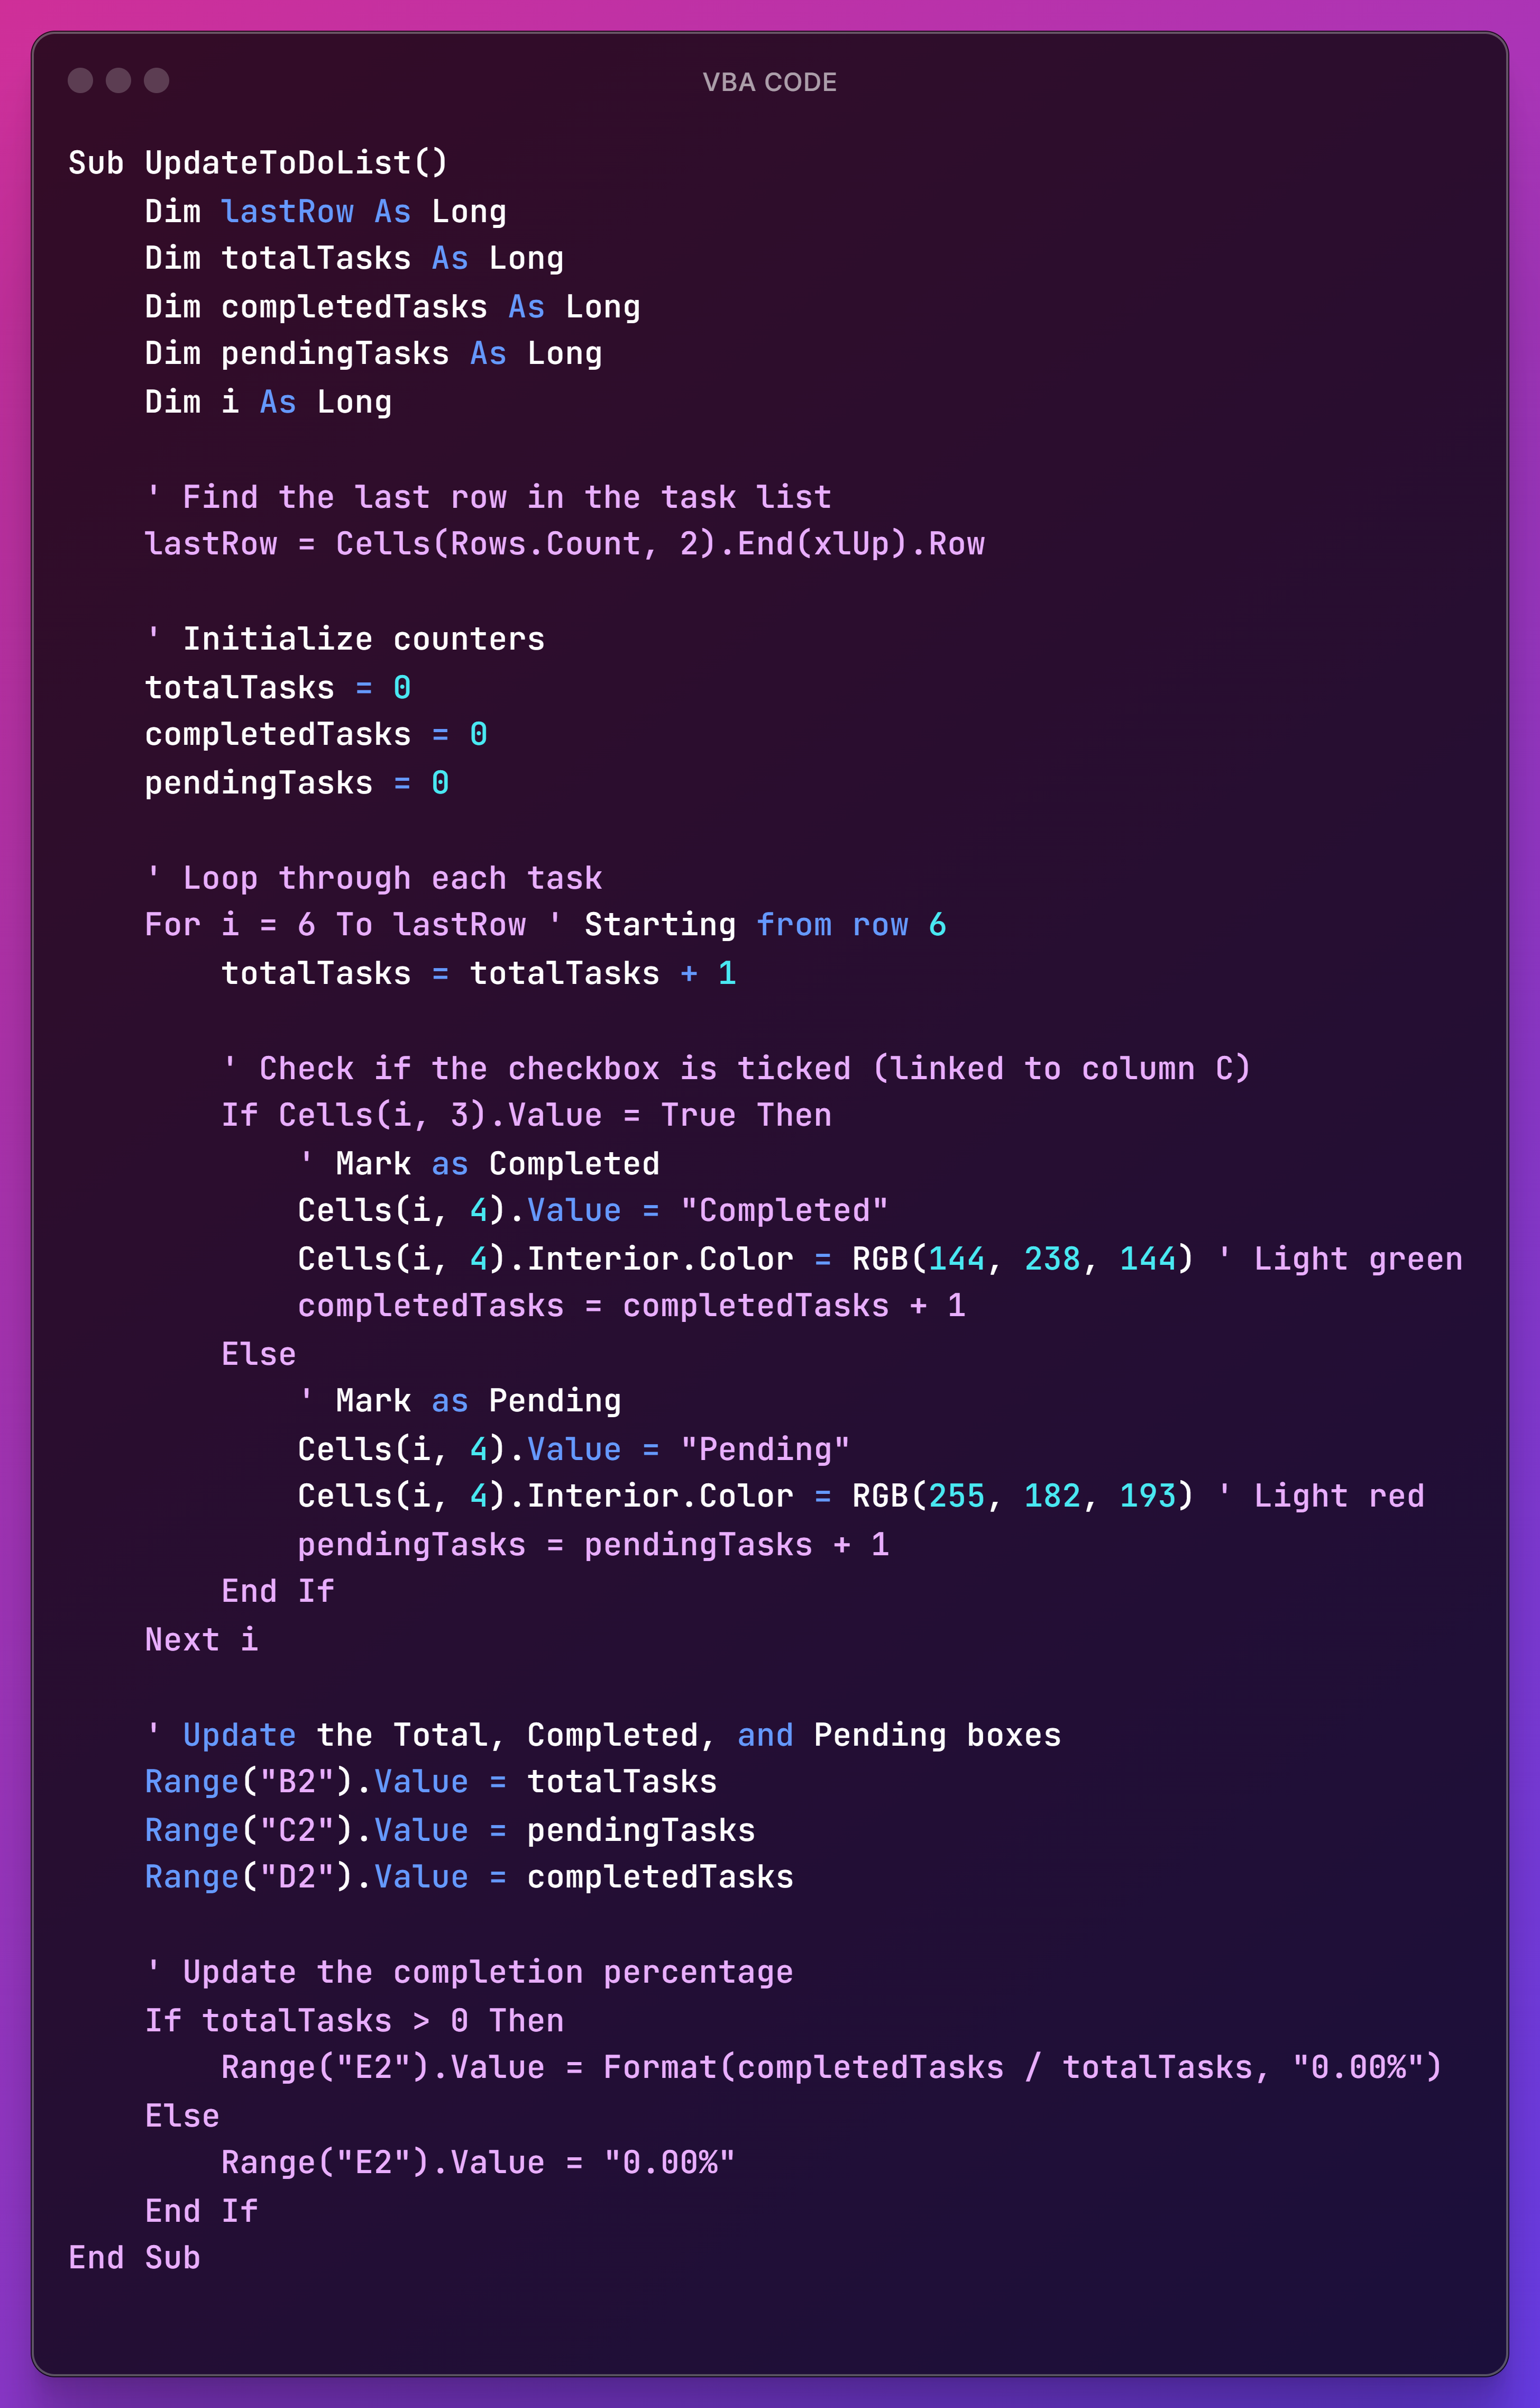 VBA CODE
Sub UpdateToDoList()
    Dim lastRow As Long
    Dim totalTasks As Long
    Dim completedTasks As Long
    Dim pendingTasks As Long
    Dim i As Long

    ' Find the last row in the task list
    lastRow = Cells(Rows.Count, 2).End(xlUp).Row

    ' Initialize counters
    totalTasks = 0
    completedTasks = 0
    pendingTasks = 0

    ' Loop through each task
    For i = 6 To lastRow ' Starting from row 6
        totalTasks = totalTasks + 1

        ' Check if the checkbox is ticked (linked to column C)
        If Cells(i, 3).Value = True Then
            ' Mark as Completed
            Cells(i, 4).Value = "Completed"
            Cells(i, 4).Interior.Color = RGB(144, 238, 144) ' Light green
            completedTasks = completedTasks + 1
        Else
            ' Mark as Pending
            Cells(i, 4).Value = "Pending"
            Cells(i, 4).Interior.Color = RGB(255, 182, 193) ' Light red
            pendingTasks = pendingTasks + 1
        End If
    Next i

    ' Update the Total, Completed, and Pending boxes
    Range("B2").Value = totalTasks
    Range("C2").Value = pendingTasks
    Range("D2").Value = completedTasks

    ' Update the completion percentage
    If totalTasks > 0 Then
        Range("E2").Value = Format(completedTasks / totalTasks, "0.00%")
    Else
        Range("E2").Value = "0.00%"
    End If
End Sub